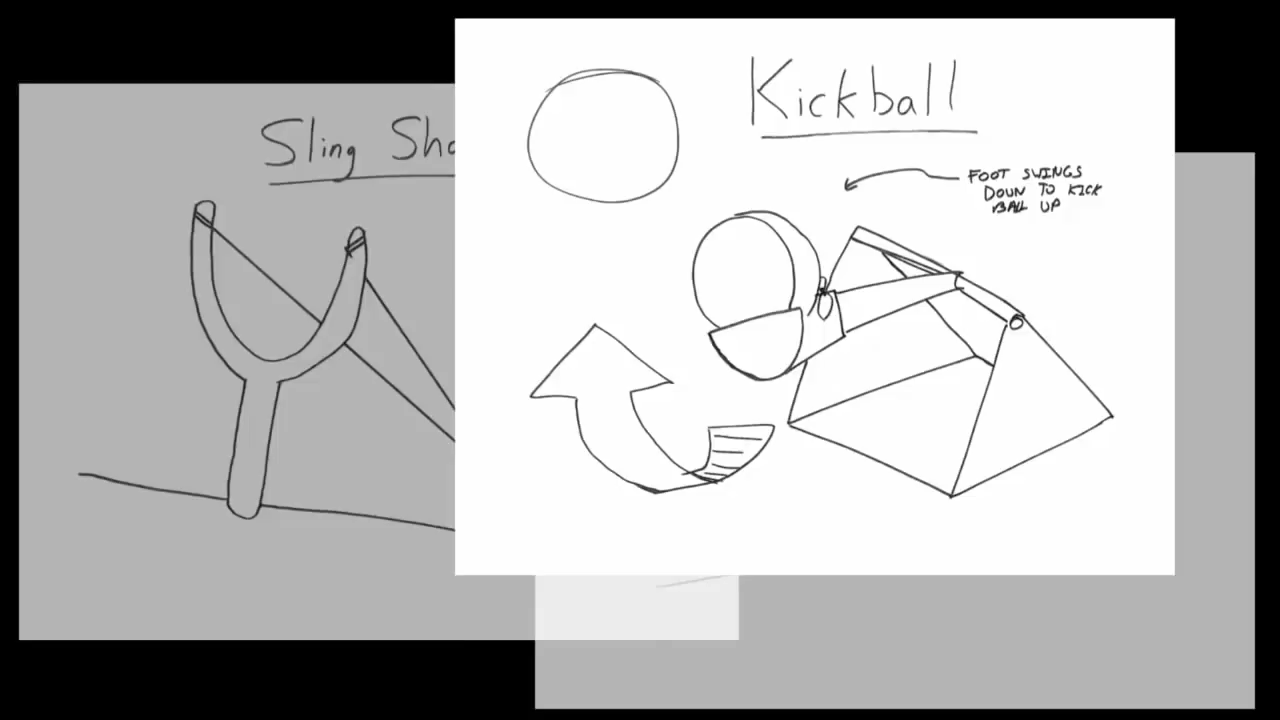 Sling Sho
Kickball
FOOT SWINGS
DOWN TO KICK
BALL UP